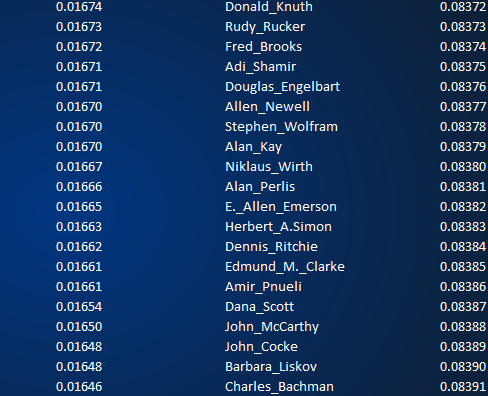 0.01674 Donald_Knuth 0.08372
0.01673 Rudy_Rucker 0.08373
0.01672 Fred_Brooks 0.08374
0.01671 Adi_Shamir 0.08375
0.01671 Douglas_Engelbart 0.08376
0.01670 Allen_Newell 0.08377
0.01670 Stephen_Wolfram 0.08378
0.01670 Alan_Kay 0.08379
0.01667 Niklaus_Wirth 0.08380
0.01666 Alan_Perlis 0.08381
0.01665 E._Allen_Emerson 0.08382
0.01663 Herbert_A.Simon 0.08383
0.01662 Dennis_Ritchie 0.08384
0.01661 Edmund_M._Clarke 0.08385
0.01661 Amir_Pnueli 0.08386
0.01654 Dana_Scott 0.08387
0.01650 John_McCarthy 0.08388
0.01648 John_Cocke 0.08389
0.01648 Barbara_Liskov 0.08390
0.01646 Charles_Bachman 0.08391